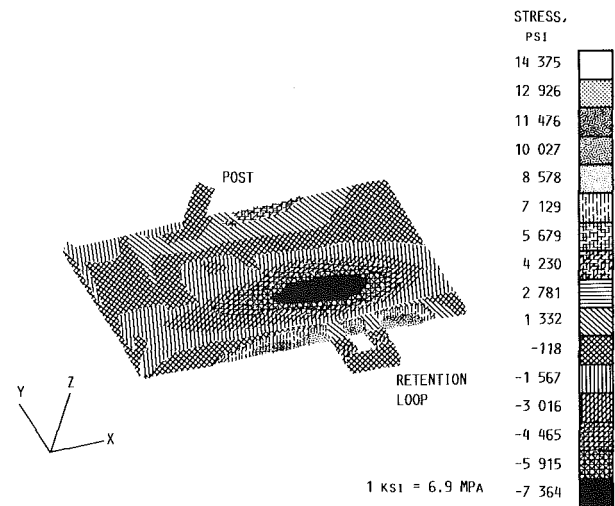 STRESS,
PSI
14 375
12 926
11 476
10 027
8 578
7 129
5 679
4 230
2 781
1 332
-118
-1 567
-3 016
-4 465
-5 915
-7 364
POST
RETENTION
LOOP
Y
Z
X
1 KSI = 6.9 MPA